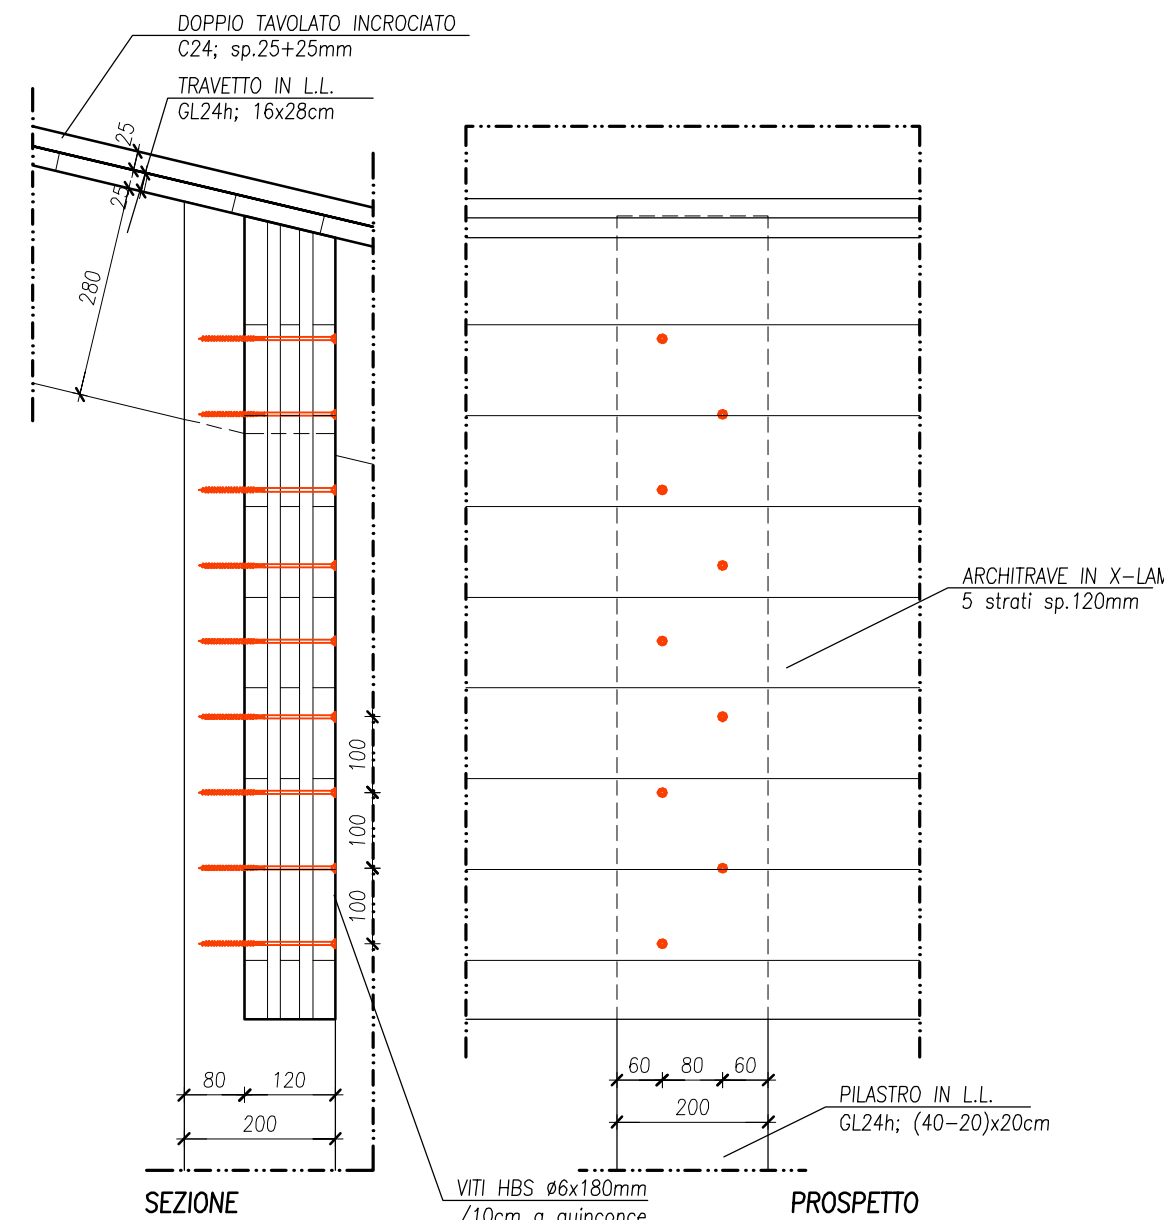 DOPPIO TAVOLATO INCROCIATO
C24; sp.25+25mm
TRAVETTO IN L.L.
GL24h; 16x28cm
25
25
280
ARCHITRAVE IN X-LAM
5 strati sp.120mm
100
100
100
80 120
200
60 80 60
200
PILASTRO IN L.L.
GL24h; (40-20)x20cm
VITI HBS ø6x180mm
/10cm a quinconce
SEZIONE
PROSPETTO